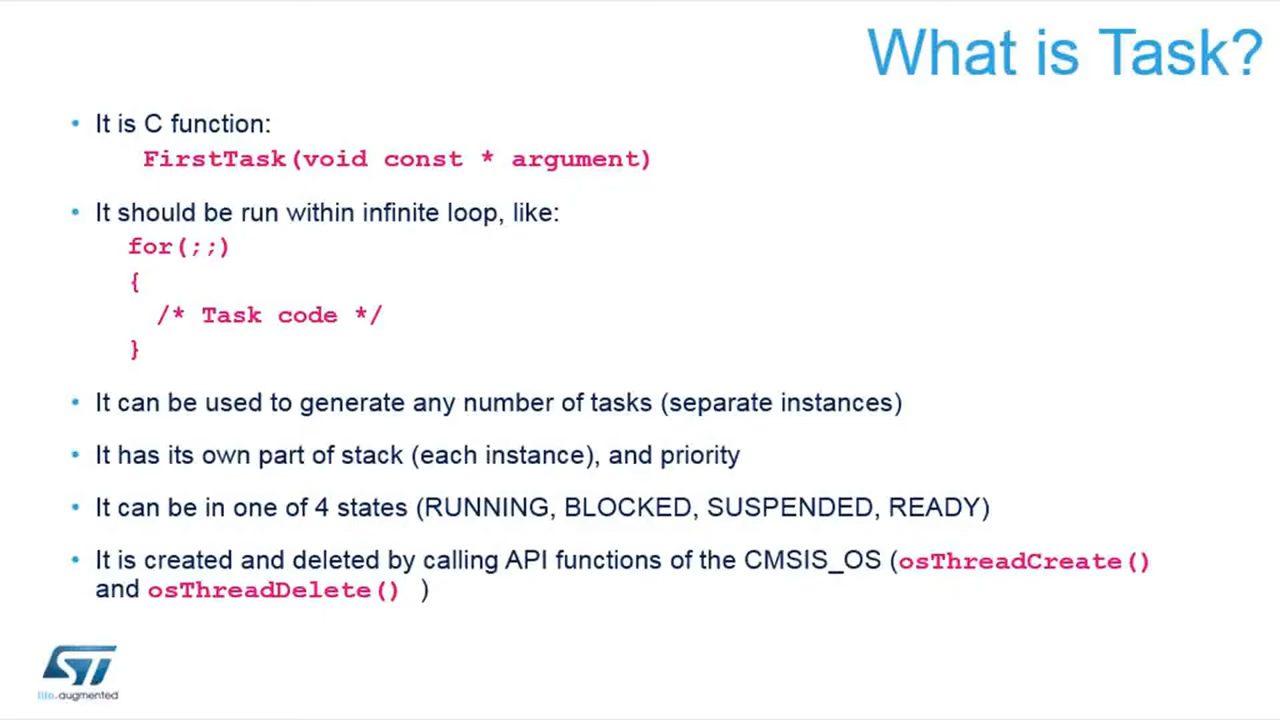 What is Task?
• It is C function:
FirstTask(void const * argument)
• It should be run within infinite loop, like:
for(;;)
{
/* Task code */
}
• It can be used to generate any number of tasks (separate instances)
• It has its own part of stack (each instance), and priority
• It can be in one of 4 states (RUNNING, BLOCKED, SUSPENDED, READY)
• It is created and deleted by calling API functions of the CMSIS_OS (osThreadCreate()
and osThreadDelete() )
ST
life.augmented